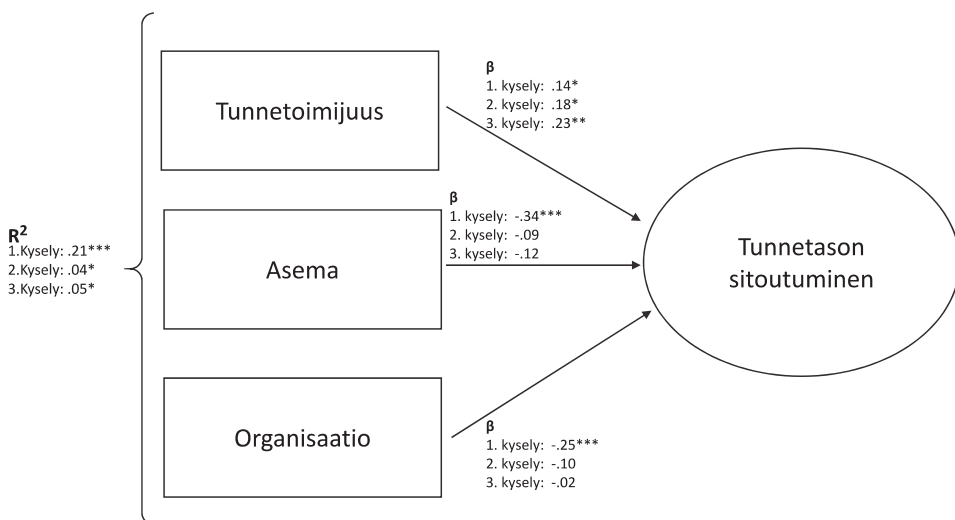 R²
1.Kysely: .21***
2.Kysely: .04*
3.Kysely: .05*
Tunnetoimijuus
β
1. kysely: .14*
2. kysely: .18*
3. kysely: .23**
Asema
β
1. kysely: -.34***
2. kysely: -.09
3. kysely: -.12
Organisaatio
β
1. kysely: -.25***
2. kysely: -.10
3. kysely: -.02
Tunnetason
sitoutuminen